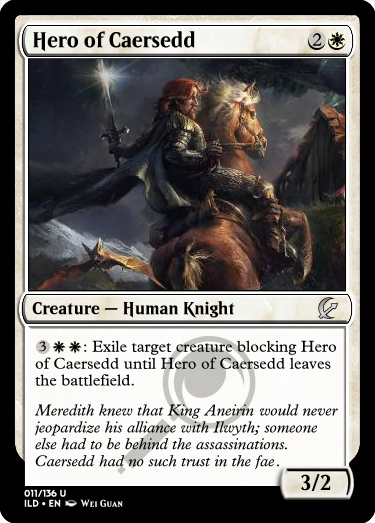 Hero of Caersedd 2
Creature — Human Knight
3: Exile target creature blocking Hero
of Caersedd until Hero of Caersedd leaves
the battlefield.
Meredith knew that King Aneirin would never
jeopardize his alliance with Ilwyth; someone
else had to be behind the assassinations.
Caersedd had no such trust in the fae.
3/2
011/136 U
ILD • EN Wei Guan